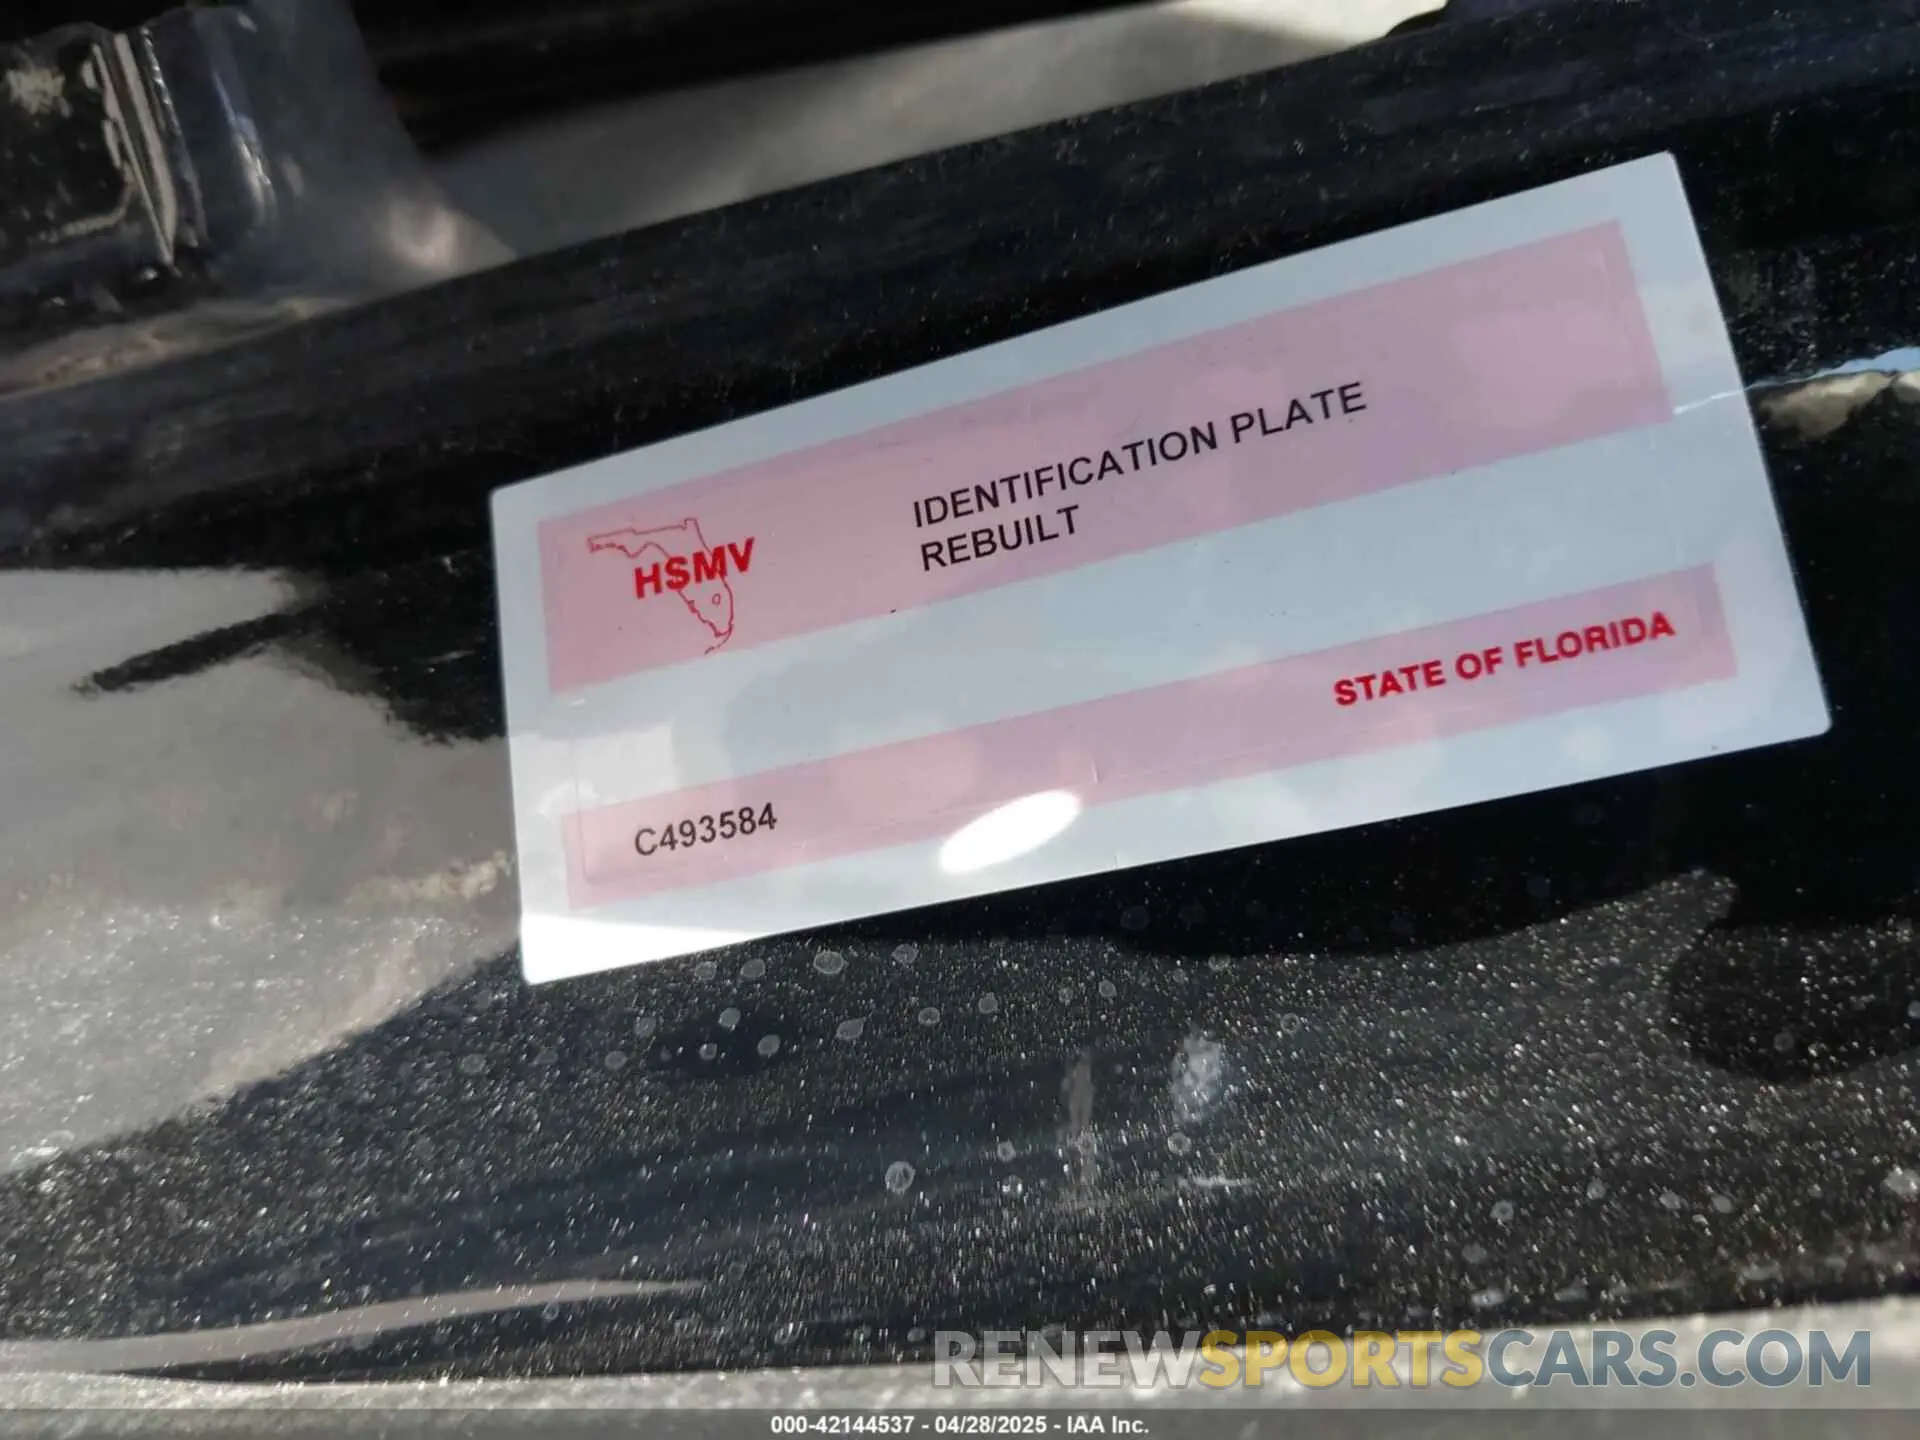 IDENTIFICATION PLATE
REBUILT
HSMV
STATE OF FLORIDA
C493584
RENEWSPORTSCARS.COM
000-42144537 - 04/28/2025 - IAA Inc.